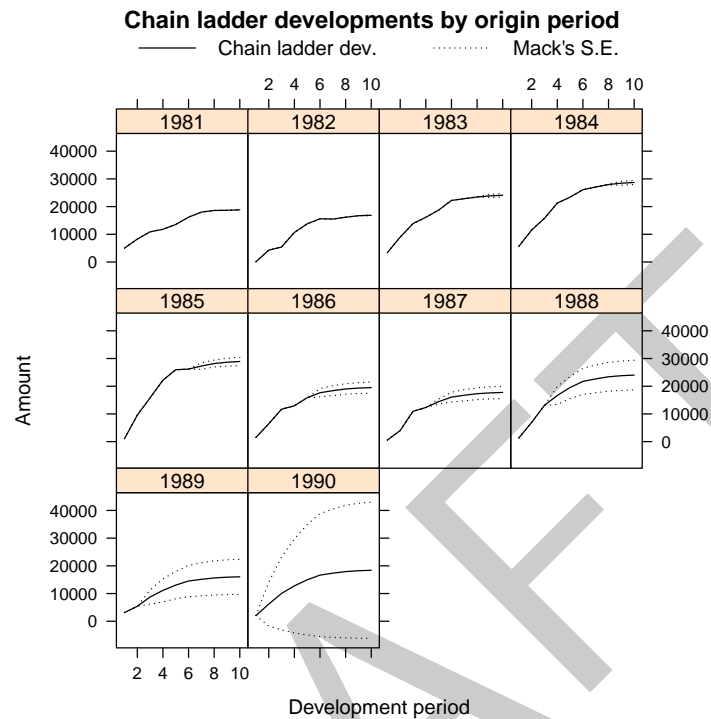 Chain ladder developments by origin period
Chain ladder dev. Mack's S.E.
2 4 6 8 10 2 4 6 8 10
1981 1982 1983 1984
40000
30000
20000
10000
0
1985 1986 1987 1988
Amount
40000
30000
20000
10000
0
1989 1990
40000
30000
20000
10000
0
2 4 6 8 10 2 4 6 8 10
Development period
AFT